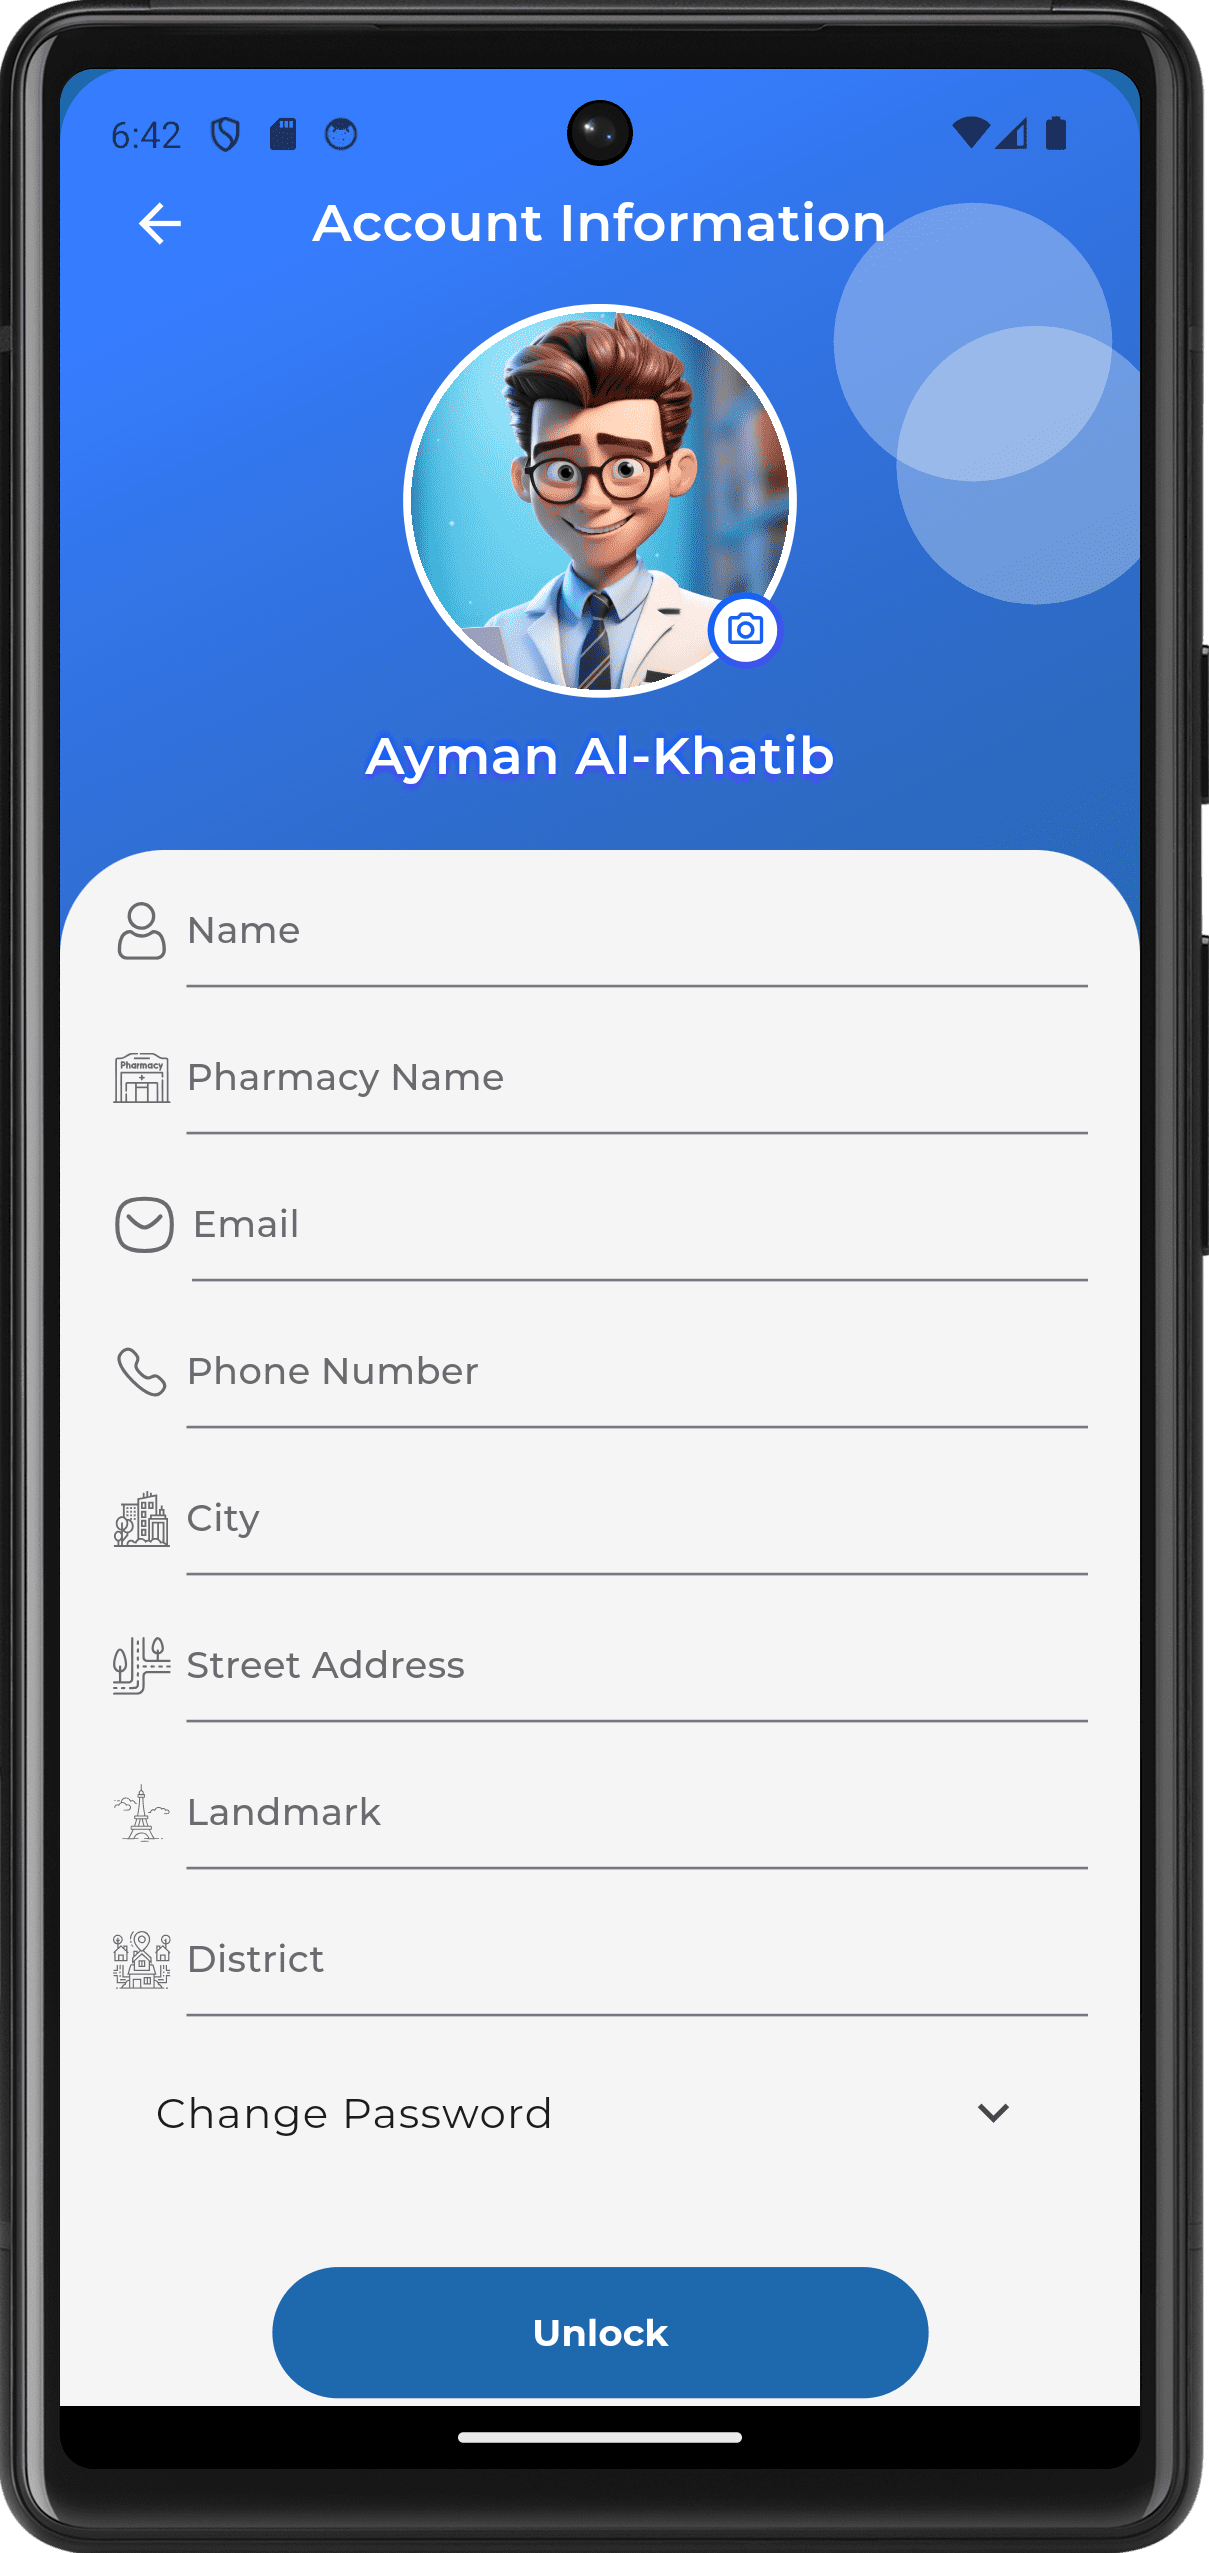 6:42
Account Information
Ayman Al-Khatib
Name
Pharmacy
Pharmacy Name
Email
Phone Number
City
Street Address
Landmark
District
Change Password
Unlock